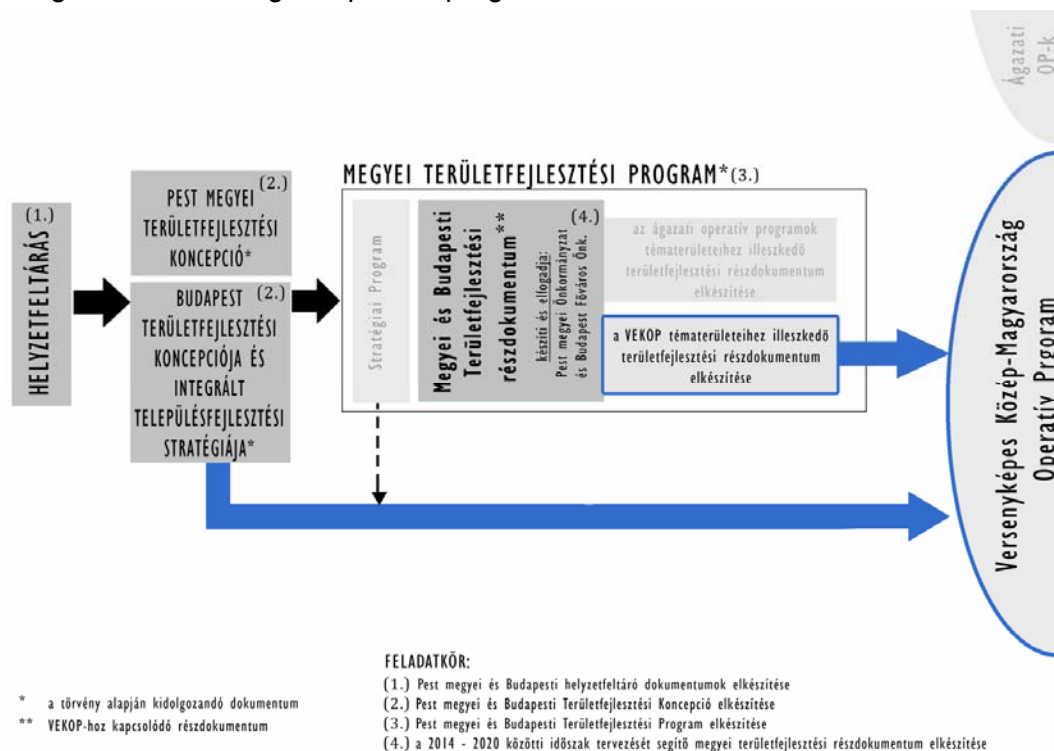 Ágazati
OP-k
MEGYEI TERÜLETFEJLESZTÉSI PROGRAM*(3.)
(1.)
HELYZETFELTÁRÁS
(2.)
PEST MEGYEI
TERÜLETFEJLESZTÉSI
KONCEPCIÓ*
BUDAPEST (2.)
TERÜLETFEJLESZTÉSI
KONCEPCIÓJA ÉS
INTEGRÁLT
TELEPÜLÉSFEJLESZTÉSI
STRATÉGIÁJA*
Stratégiai Program
(4.)
Megyei és Budapesti
Területfejlesztési
részdokumentum**
készíti és elfogadja:
Pest megyei Önkormányzat
és Budapest Főváros Önk.
az ágazati operatív programok
tématerületeihez illeszkedő
területfejlesztési részdokumentum
elkészítése
a VEKOP tématerületeihez illeszkedő
területfejlesztési részdokumentum
elkészítése
Versenyképes Közép-Magyarország
Operatív Prgoram
* a törvény alapján kidolgozandó dokumentum
** VEKOP-hoz kapcsolódó részdokumentum
FELADATKÖR:
(1.) Pest megyei és Budapesti helyzetfeltáró dokumentumok elkészítése
(2.) Pest megyei és Budapesti Területfejlesztési Koncepció elkészítése
(3.) Pest megyei és Budapesti Területfejlesztési Program elkészítése
(4.) a 2014 - 2020 közötti időszak tervezését segítő megyei területfejlesztési részdokumentum elkészítése